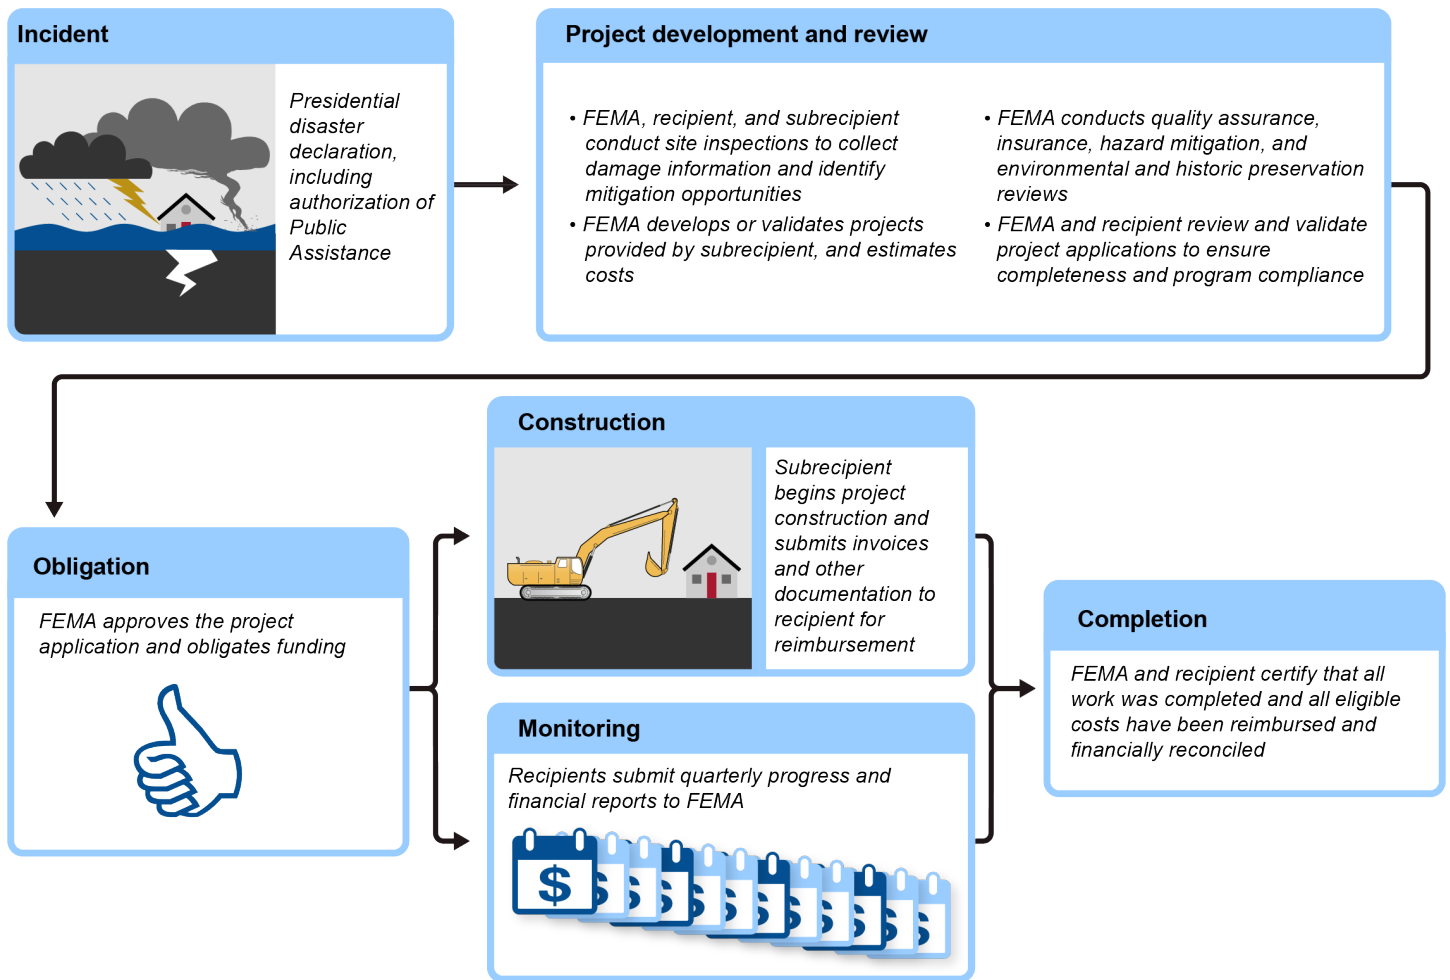 Incident
Presidential
disaster
declaration,
including
authorization of
Public
Assistance
Project development and review
• FEMA, recipient, and subrecipient
conduct site inspections to collect
damage information and identify
mitigation opportunities
• FEMA develops or validates projects
provided by subrecipient, and estimates
costs
• FEMA conducts quality assurance,
insurance, hazard mitigation, and
environmental and historic preservation
reviews
• FEMA and recipient review and validate
project applications to ensure
completeness and program compliance
Obligation
FEMA approves the project
application and obligates funding
Construction
Subrecipient
begins project
construction and
submits invoices
and other
documentation to
recipient for
reimbursement
Monitoring
Recipients submit quarterly progress and
financial reports to FEMA
$ $ $ $ $ $ $ $ $ $ $ $ $
Completion
FEMA and recipient certify that all
work was completed and all eligible
costs have been reimbursed and
financially reconciled